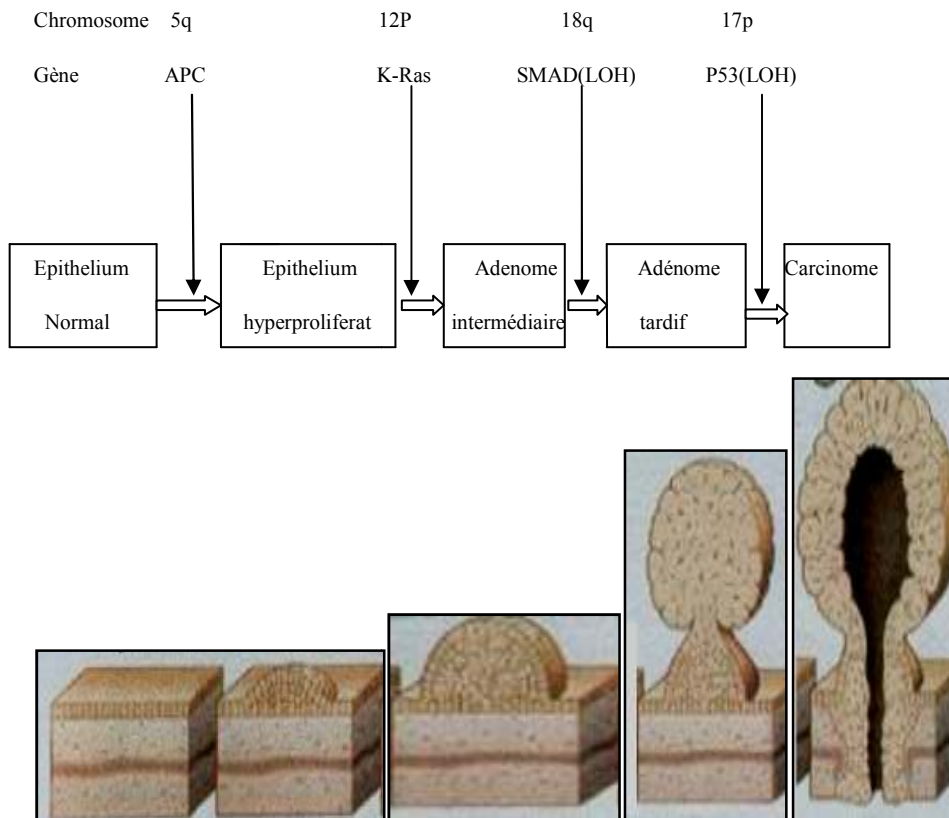 Chromosome 5q 12P 18q 17p
Gène APC K-Ras SMAD(LOH) P53(LOH)
Epithelium Epithelium Adenome Adénome Carcinome
Normal hyperproliferat intermédiaire tardif